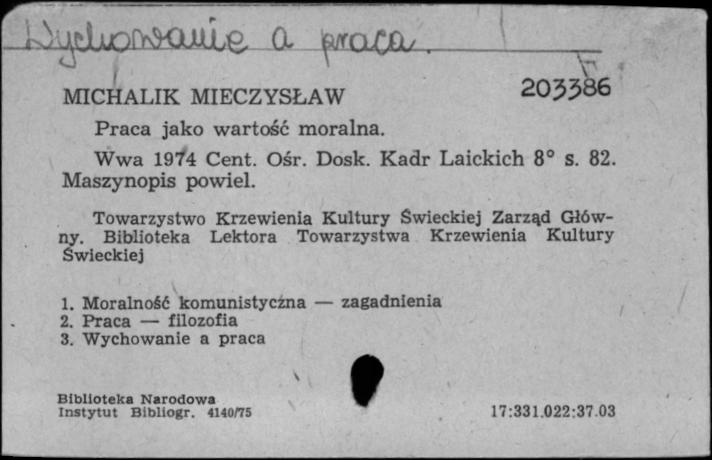 Wychowanie a praca.
F
203386
MICHALIK MIECZYSŁAW
Praca jako wartość moralna.
Wwa 1974 Cent. Ośr. Dosk. Kadr Laickich 8° s. 82.
Maszynopis powiel.
Towarzystwo Krzewienia Kultury Świeckiej Zarząd Głów-
ny. Biblioteka Lektora Towarzystwa Krzewienia Kultury
Świeckiej
1. Moralność komunistyczna — zagadnienia
2. Praca — filozofia
3. Wychowanie a praca
Biblioteka Narodowa
Instytut Bibliogr. 4140/75
17:331.022:37.03